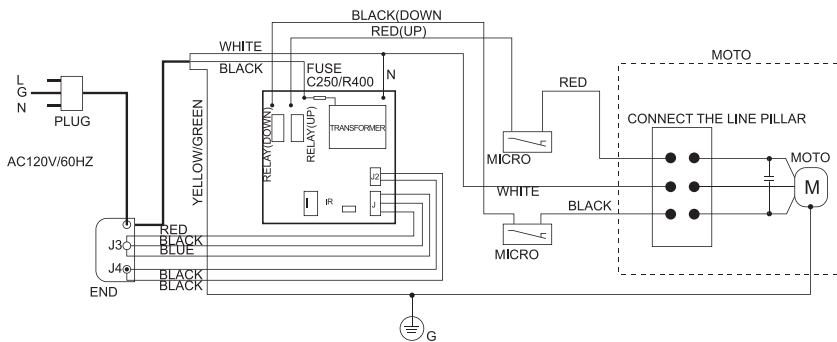 BLACK(DOWN
RED(UP)
WHITE
BLACK
FUSE
C250/R400
N
MOTO
L
G
N
PLUG
AC120V/60HZ
YELLOW/GREEN
RELAY(DOWN)
RELAY(UP)
TRANSFORMER
RED
CONNECT THE LINE PILLAR
MICRO
MOTO
M
J2
J
I
IR
WHITE
BLACK
MICRO
RED
BLACK
BLUE
J3
J4
BLACK
BLACK
END
G